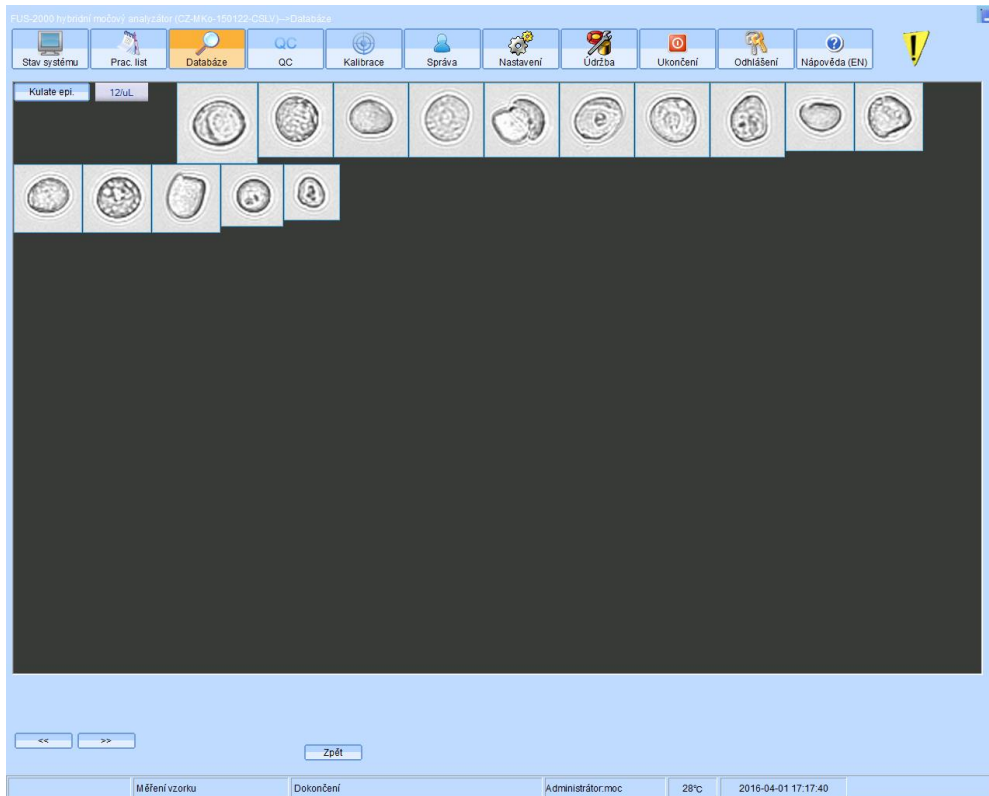 FUS-2000 hybridní močový analyzátor (CZ-MKo-150122-CSLV)-->Databáze
Stav systému Prac. list Databáze QC QC Kalibrace Správa Nastavení Údržba Ukončení Odhlášení Nápověda (EN)
Kulate epi. 12/uL
<< >>
Zpět
Měření vzorku Dokončení Administrátor:moc 28°C 2016-04-01 17:17:40